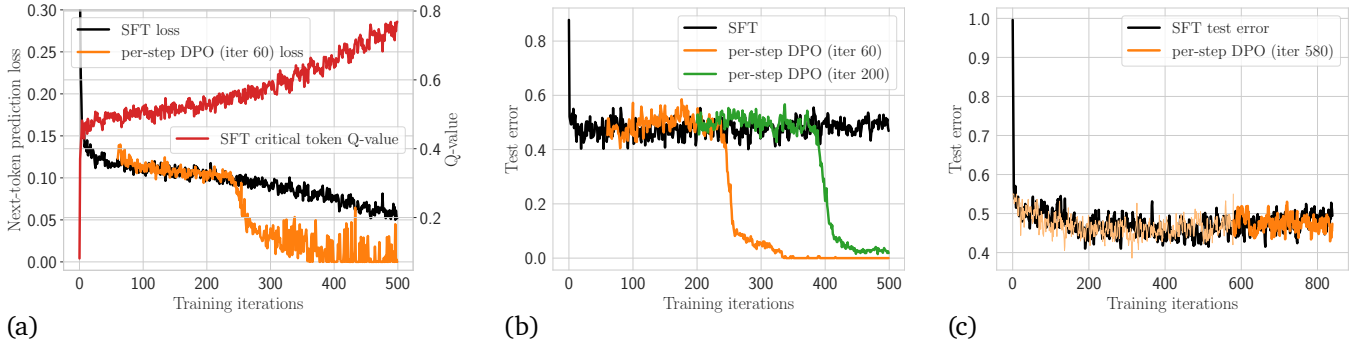 Next-token prediction loss
0.30
0.25
0.20
0.15
0.10
0.05
0.00
SFT loss
per-step DPO (iter 60) loss
SFT critical token Q-value
0.8
0.6
0.4
0.2
Q-value
0
100
200
300
400
500
Training iterations
(a)
Test error
0.8
0.6
0.4
0.2
0.0
SFT
per-step DPO (iter 60)
per-step DPO (iter 200)
0
100
200
300
400
500
Training iterations
(b)
Test error
1.0
0.9
0.8
0.7
0.6
0.5
0.4
SFT test error
per-step DPO (iter 580)
0
200
400
600
800
Training iterations
(c)